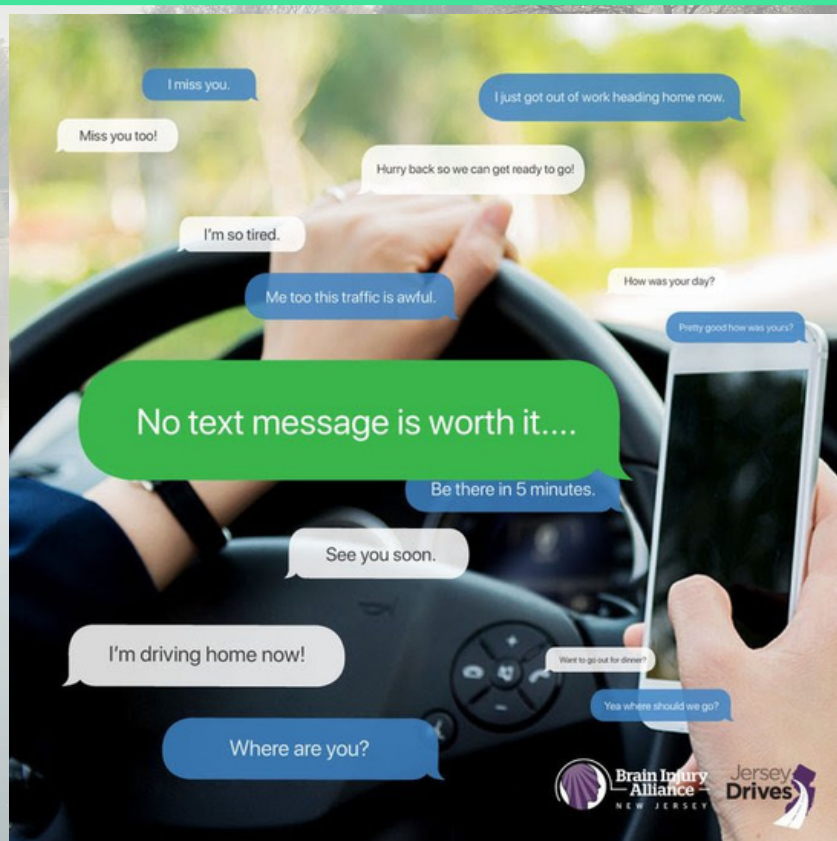 I miss you.
I just got out of work heading home now.
Miss you too!
Hurry back so we can get ready to go!
I'm so tired.
How was your day?
Me too this traffic is awful.
Pretty good how was yours?
No text message is worth it....
Be there in 5 minutes.
See you soon.
I'm driving home now!
Want to go out for dinner?
Yea where should we go?
Where are you?
Brain Injury
Alliance
NEW JERSEY
Jersey
Drives